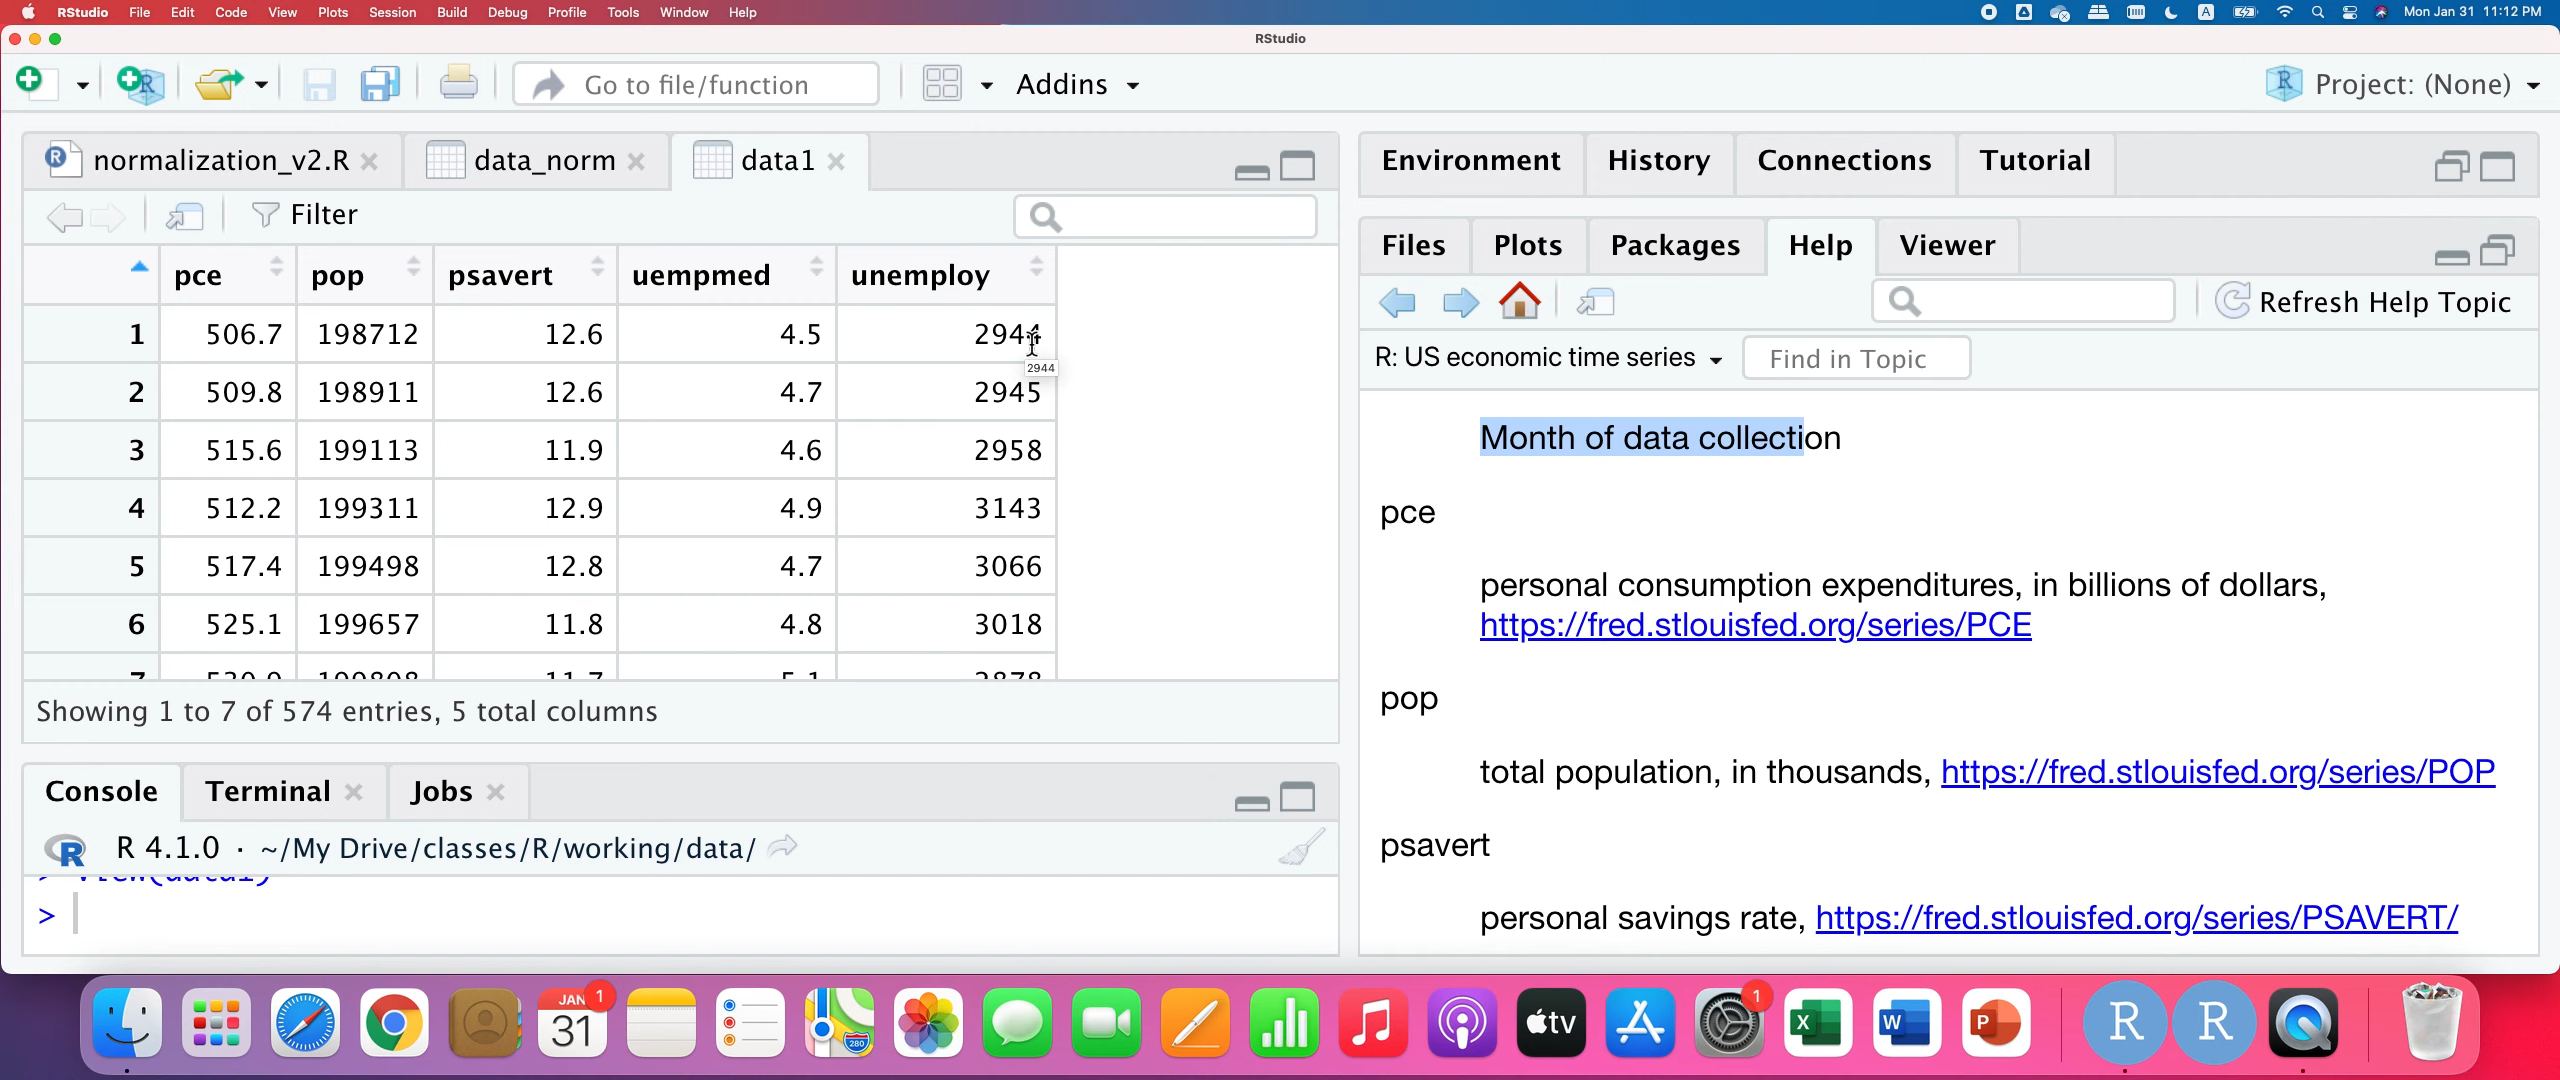 RStudio File Edit Code View Plots Session Build Debug Profile Tools Window Help A Mon Jan 31 11:12 PM
RStudio
Go to file/function Addins Project: (None)
normalization_v2.R data_norm data1
Filter
pce pop psavert uempmed unemploy
1 506.7 198712 12.6 4.5 2944
2944
2 509.8 198911 12.6 4.7 2945
3 515.6 199113 11.9 4.6 2958
4 512.2 199311 12.9 4.9 3143
5 517.4 199498 12.8 4.7 3066
6 525.1 199657 11.8 4.8 3018
Showing 1 to 7 of 574 entries, 5 total columns
Console Terminal Jobs
R 4.1.0 · ~/My Drive/classes/R/working/data/
> View(data1)
>
Environment History Connections Tutorial
Files Plots Packages Help Viewer
Refresh Help Topic
R: US economic time series Find in Topic
Month of data collection
pce
personal consumption expenditures, in billions of dollars,
https://fred.stlouisfed.org/series/PCE
pop
total population, in thousands, https://fred.stlouisfed.org/series/POP
psavert
personal savings rate, https://fred.stlouisfed.org/series/PSAVERT/
JAN 31 1
280
tv
1
X
W
P
R
R